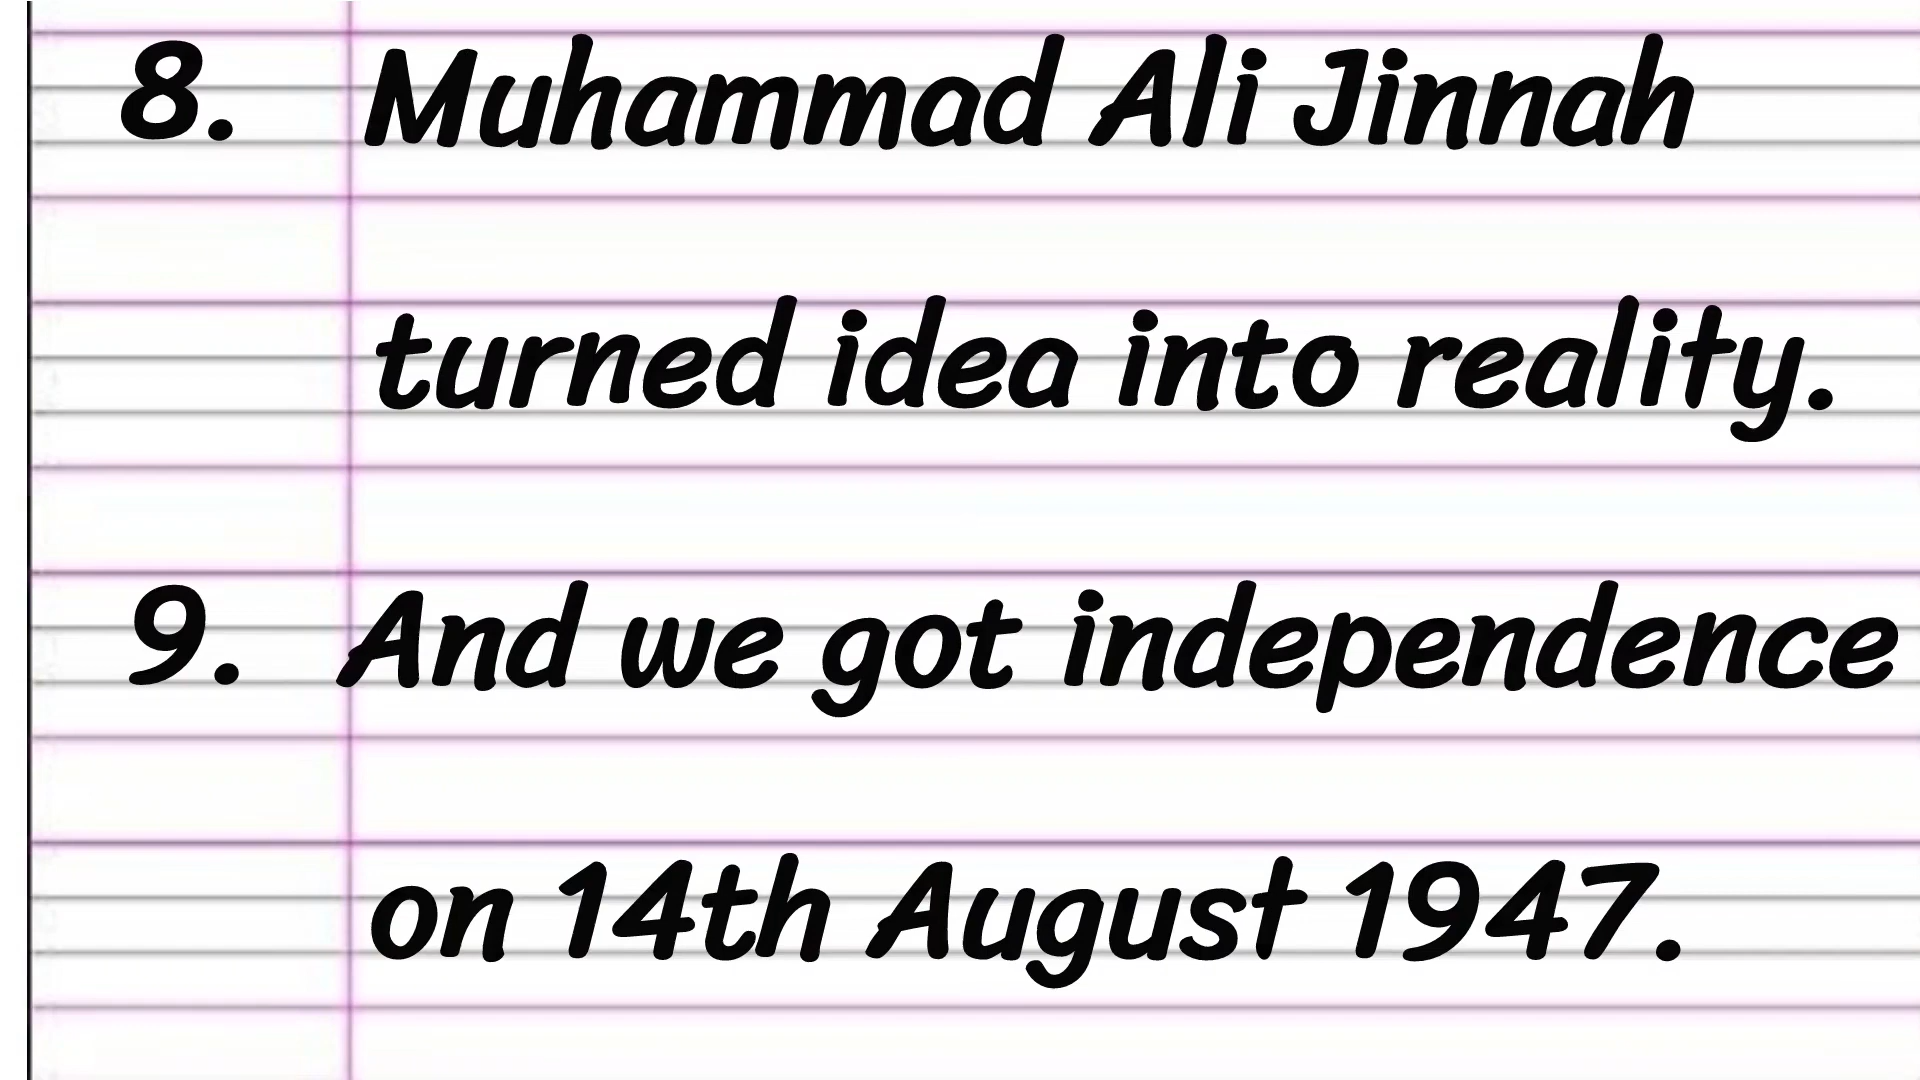 8. Muhammad Ali Jinnah
turned idea into reality.
9. And we got independence
on 14th August 1947.